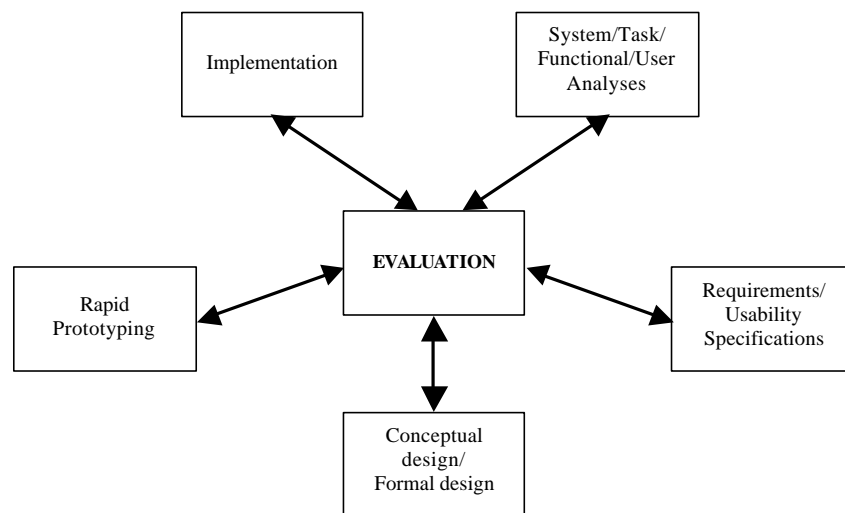 Implementation
System/Task/
Functional/User
Analyses
EVALUATION
Rapid
Prototyping
Requirements/
Usability
Specifications
Conceptual
design/
Formal design